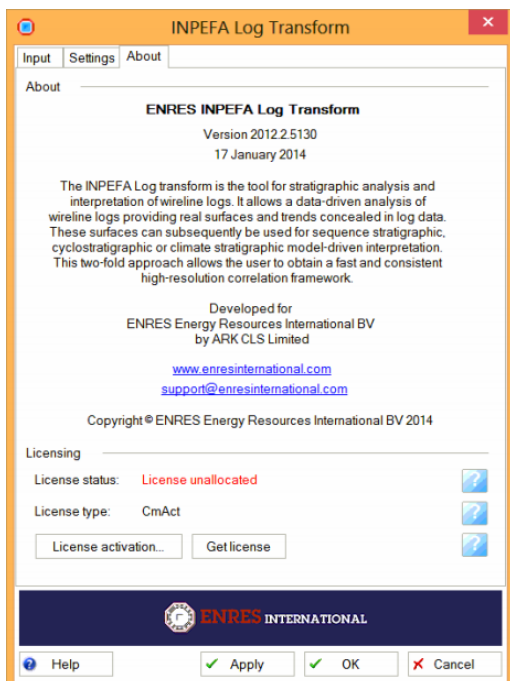 INPEFA Log Transform
Input Settings About
About
ENRES INPEFA Log Transform
Version 2012.2.5130
17 January 2014
The INPEFA Log transform is the tool for stratigraphic analysis and
interpretation of wireline logs. It allows a data-driven analysis of
wireline logs providing real surfaces and trends concealed in log data.
These surfaces can subsequently be used for sequence stratigraphic,
cyclostratigraphic or climate stratigraphic model-driven interpretation.
This two-fold approach allows the user to obtain a fast and consistent
high-resolution correlation framework.
Developed for
ENRES Energy Resources International BV
by ARK CLS Limited
www.enresinternational.com
support@enresinternational.com
Copyright © ENRES Energy Resources International BV 2014
Licensing
License status: License unallocated
License type: CmAct
License activation... Get license
ENRES INTERNATIONAL
Help Apply OK Cancel